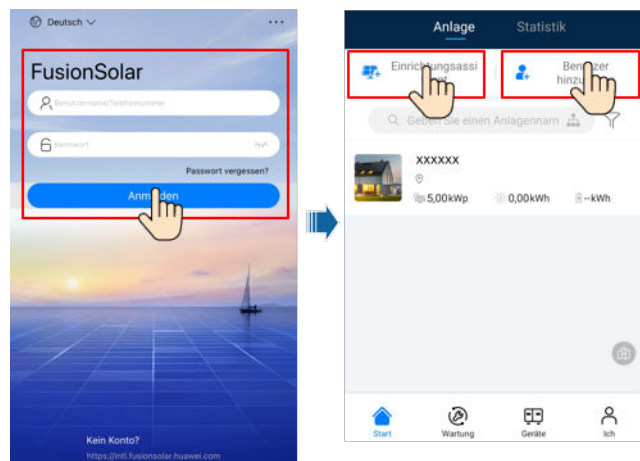 Deutsch
FusionSolar
Benutzername/Telefonnummer
Kennwort
Passwort vergessen?
Anmelden
Kein Konto?
https://intl.fusionsolar.huawei.com
Anlage Statistik
Einrichtungsassi
Benutzer
Geben Sie einen Anlagennam
XXXXXX
5,00kWp 0,00kWh --kWh
Start Wartung Geräte Ich